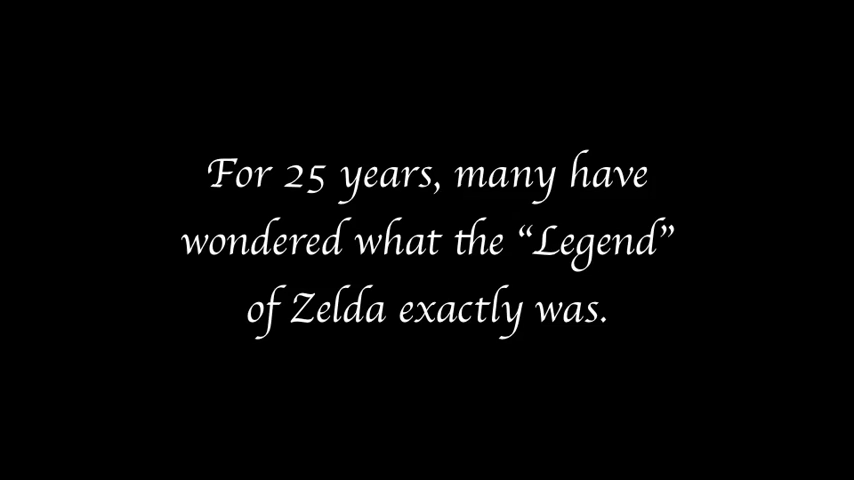 For 25 years, many have
wondered what the “Legend”
of Zelda exactly was.